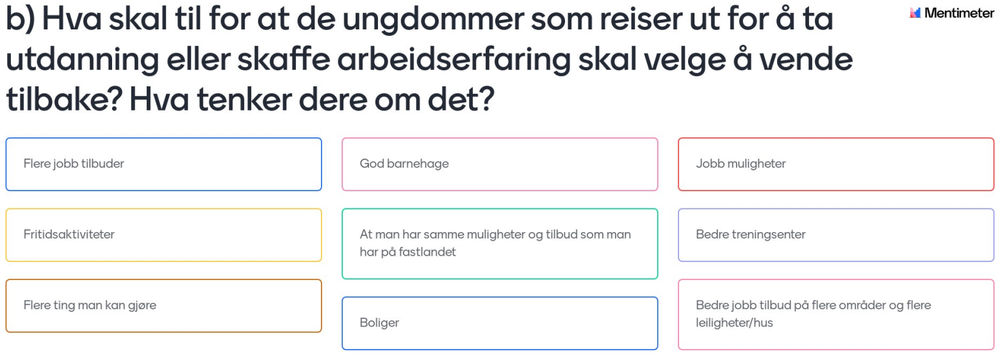 b) Hva skal til for at de ungdommer som reiser ut for å ta
utdanning eller skaffe arbeidserfaring skal velge å vende
tilbake? Hva tenker dere om det?
Mentimeter
Flere jobb tilbuder
God barnehage
Jobb muligheter
Fritidsaktiviteter
At man har samme muligheter og tilbud som man
har på fastlandet
Bedre treningsenter
Flere ting man kan gjøre
Boliger
Bedre jobb tilbud på flere områder og flere
leiligheter/hus